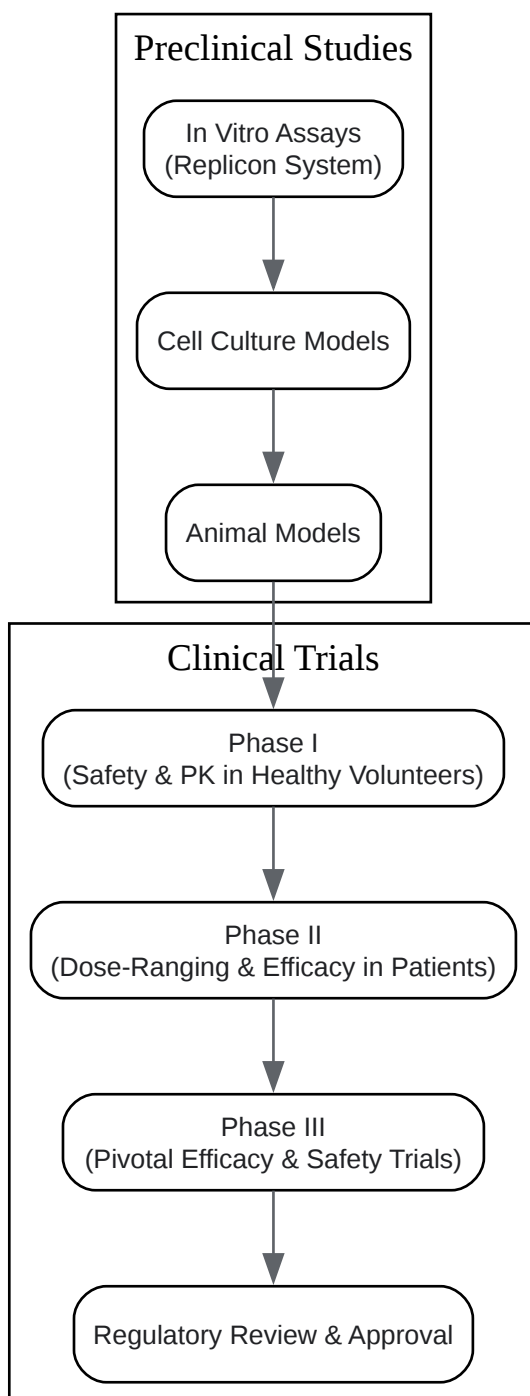 Preclinical Studies
In Vitro Assays
(Replicon System)
Cell Culture Models
Animal Models
Clinical Trials
Phase I
(Safety & PK in Healthy Volunteers)
Phase II
(Dose-Ranging & Efficacy in Patients)
Phase III
(Pivotal Efficacy & Safety Trials)
Regulatory Review & Approval